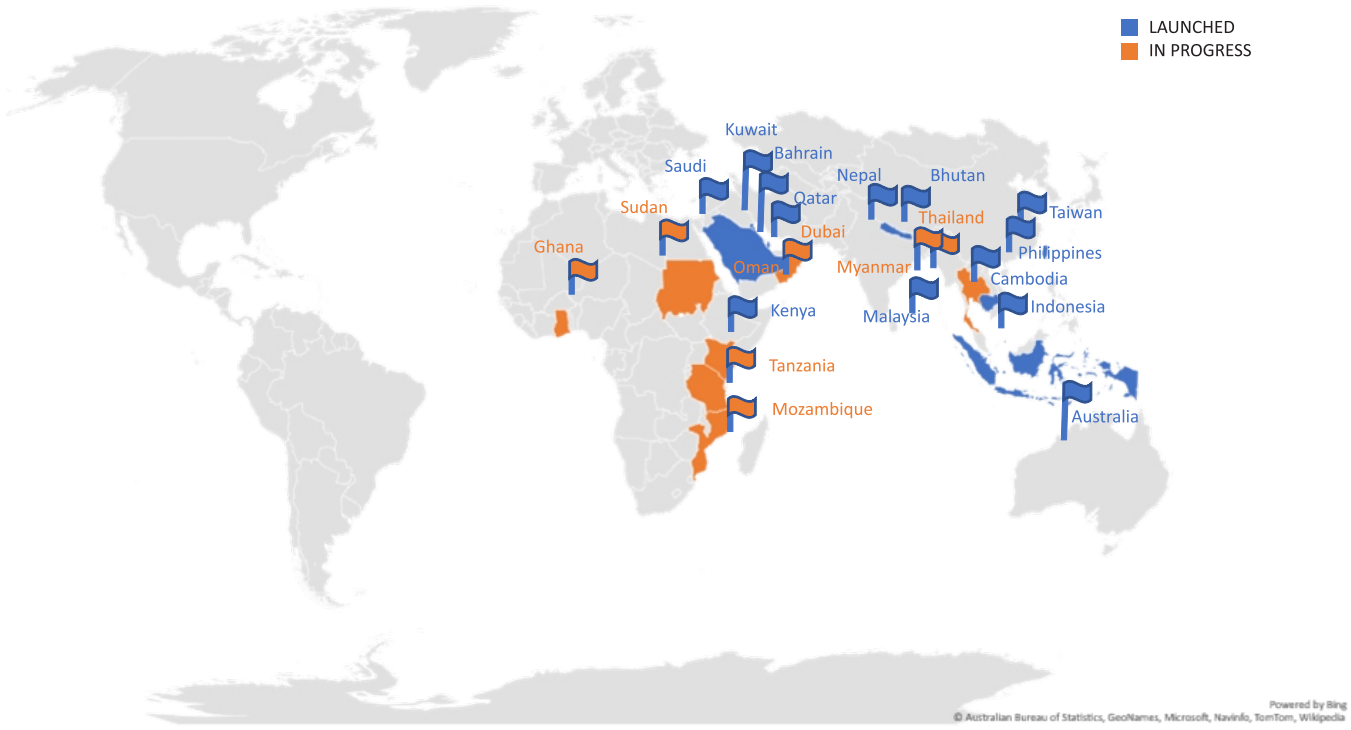 LAUNCHED
IN PROGRESS
Kuwait
Bahrain
Saudi
Nepal
Bhutan
Qatar
Sudan
Taiwan
Thailand
Dubai
Ghana
Philippines
Oman
Myanmar
Cambodia
Kenya
Malaysia
Indonesia
Tanzania
Mozambique
Australia
Powered by Bing
© Australian Bureau of Statistics, GeoNames, Microsoft, Navinfo, TomTom, Wikipedia